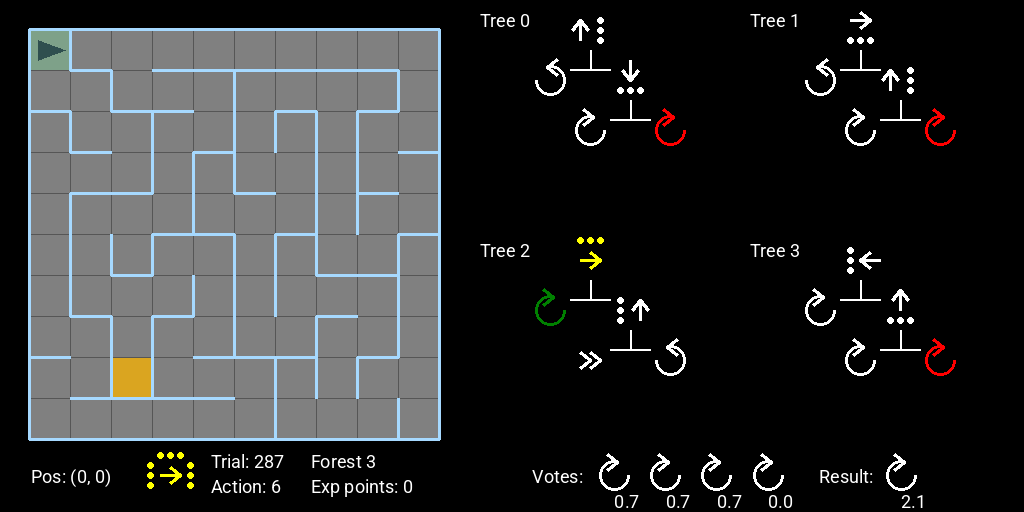 Tree 0
Tree 1
Tree 2
Tree 3
Pos: (0, 0)
Trial: 287
Forest 3
Action: 6
Exp points: 0
Votes:
0.7
0.7
0.7
0.0
Result:
2.1